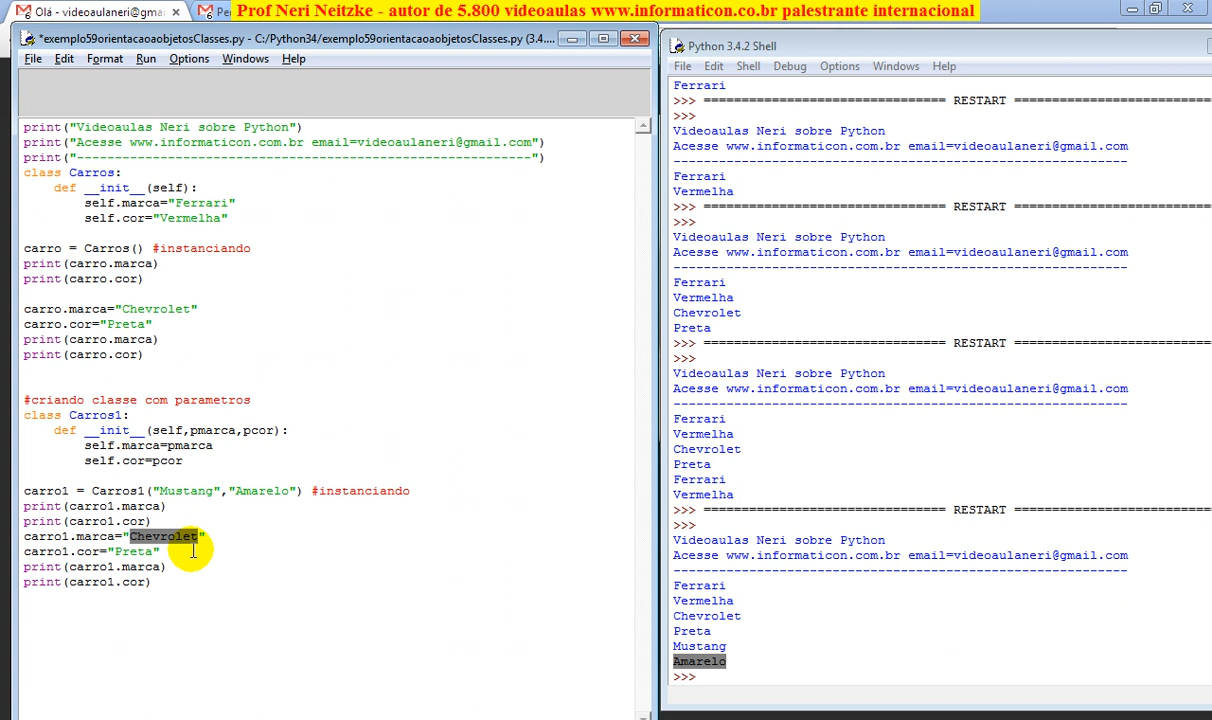 Olá - videoaulaneri@gmai
Pe
Prof Neri Neitzke - autor de 5.800 videoaulas www.informaticon.co.br palestrante internacional
*exemplo59orientacaoaobjetosClasses.py - C:/Python34/exemplo59orientacaoaobjetosClasses.py (3.4....
File Edit Format Run Options Windows Help
print("Videoaulas Neri sobre Python")
print("Acesse www.informaticon.com.br email=videoaulaneri@gmail.com")
print("------------------------------------------------------------")
class Carros:
    def __init__(self):
        self.marca="Ferrari"
        self.cor="Vermelha"
carro = Carros() #instanciando
print(carro.marca)
print(carro.cor)
carro.marca="Chevrolet"
carro.cor="Preta"
print(carro.marca)
print(carro.cor)
#criando classe com parametros
class Carros1:
    def __init__(self,pmarca,pcor):
        self.marca=pmarca
        self.cor=pcor
carro1 = Carros1("Mustang","Amarelo") #instanciando
print(carro1.marca)
print(carro1.cor)
carro1.marca="Chevrolet"
carro1.cor="Preta"
print(carro1.marca)
print(carro1.cor)
Python 3.4.2 Shell
File Edit Shell Debug Options Windows Help
Ferrari
>>> ================================ RESTART ================================
>>>
Videoaulas Neri sobre Python
Acesse www.informaticon.com.br email=videoaulaneri@gmail.com
------------------------------------------------------------
Ferrari
Vermelha
>>> ================================ RESTART ================================
>>>
Videoaulas Neri sobre Python
Acesse www.informaticon.com.br email=videoaulaneri@gmail.com
------------------------------------------------------------
Ferrari
Vermelha
Chevrolet
Preta
>>> ================================ RESTART ================================
>>>
Videoaulas Neri sobre Python
Acesse www.informaticon.com.br email=videoaulaneri@gmail.com
------------------------------------------------------------
Ferrari
Vermelha
Chevrolet
Preta
Ferrari
Vermelha
>>> ================================ RESTART ================================
>>>
Videoaulas Neri sobre Python
Acesse www.informaticon.com.br email=videoaulaneri@gmail.com
------------------------------------------------------------
Ferrari
Vermelha
Chevrolet
Preta
Mustang
Amarelo
>>>